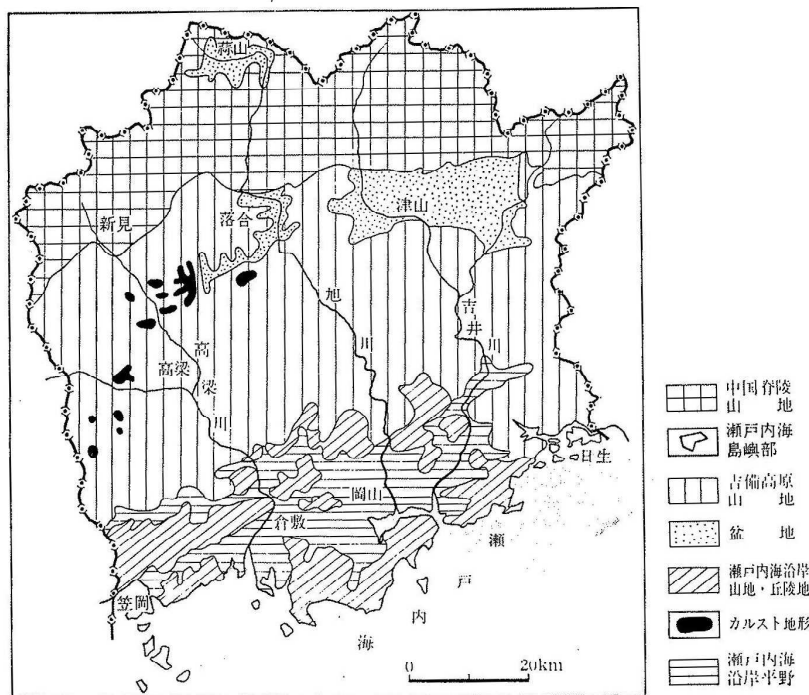 蒜山
新見
落合
津山
旭
川
吉
井
川
高梁
高
梁
川
岡山
倉敷
日生
笠岡
瀬
戸
内
海
0 20km
中国脊陵
山 地
瀬戸内海
島嶼部
吉備高原
山 地
盆 地
瀬戸内海沿岸
山地・丘陵地
カルスト地形
瀬戸内海
沿岸平野